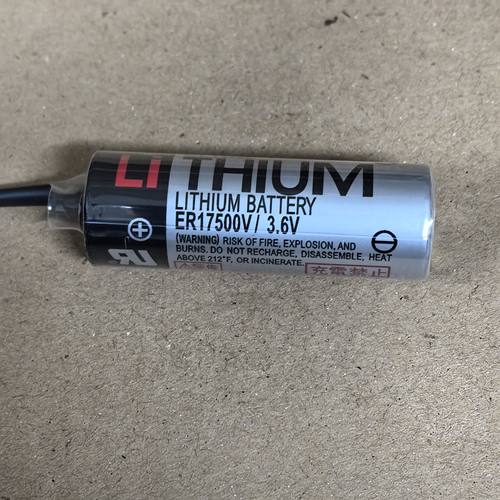 LITHIUM
LITHIUM BATTERY
ER17500V/ 3.6V
(WARNING) RISK OF FIRE, EXPLOSION, AND
BURNS. DO NOT RECHARGE, DISASSEMBLE, HEAT
ABOVE 212°F, OR INCINERATE.
充電禁止